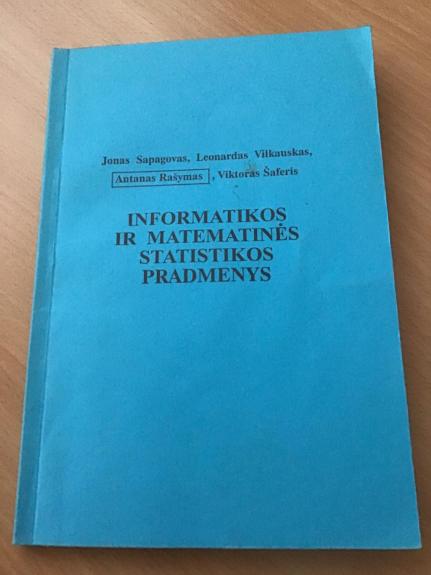 Jonas Sapagovas, Leonardas Vilkauskas,
Antanas Rašymas , Viktoras Šaferis
INFORMATIKOS
IR MATEMATINĖS
STATISTIKOS
PRADMENYS